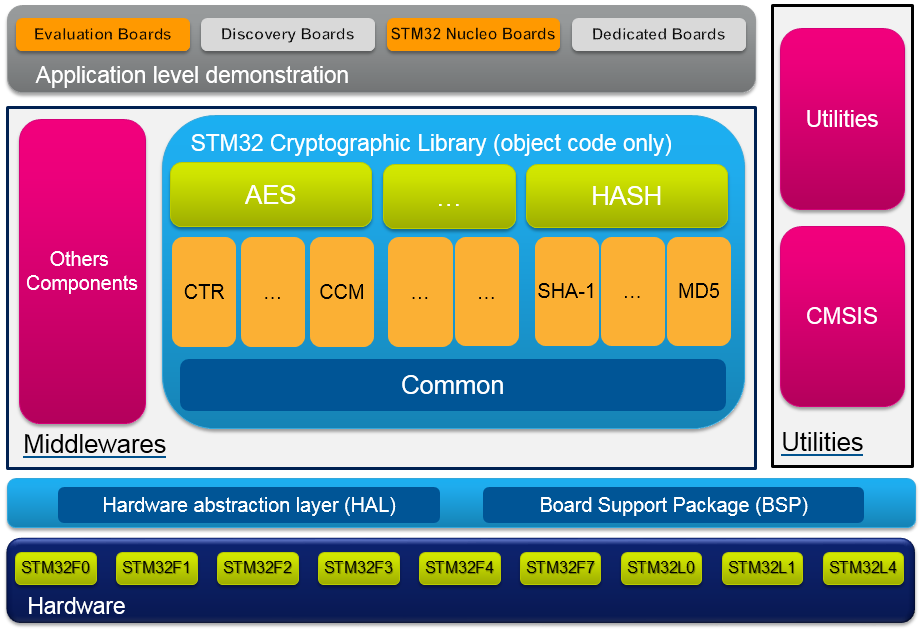 Evaluation Boards
Discovery Boards
STM32 Nucleo Boards
Dedicated Boards
Application level demonstration
Others
Components
STM32 Cryptographic Library (object code only)
AES
...
HASH
CTR
...
CCM
...
...
SHA-1
...
MD5
Common
Middlewares
Utilities
CMSIS
Utilities
Hardware abstraction layer (HAL)
Board Support Package (BSP)
STM32F0
STM32F1
STM32F2
STM32F3
STM32F4
STM32F7
STM32L0
STM32L1
STM32L4
Hardware